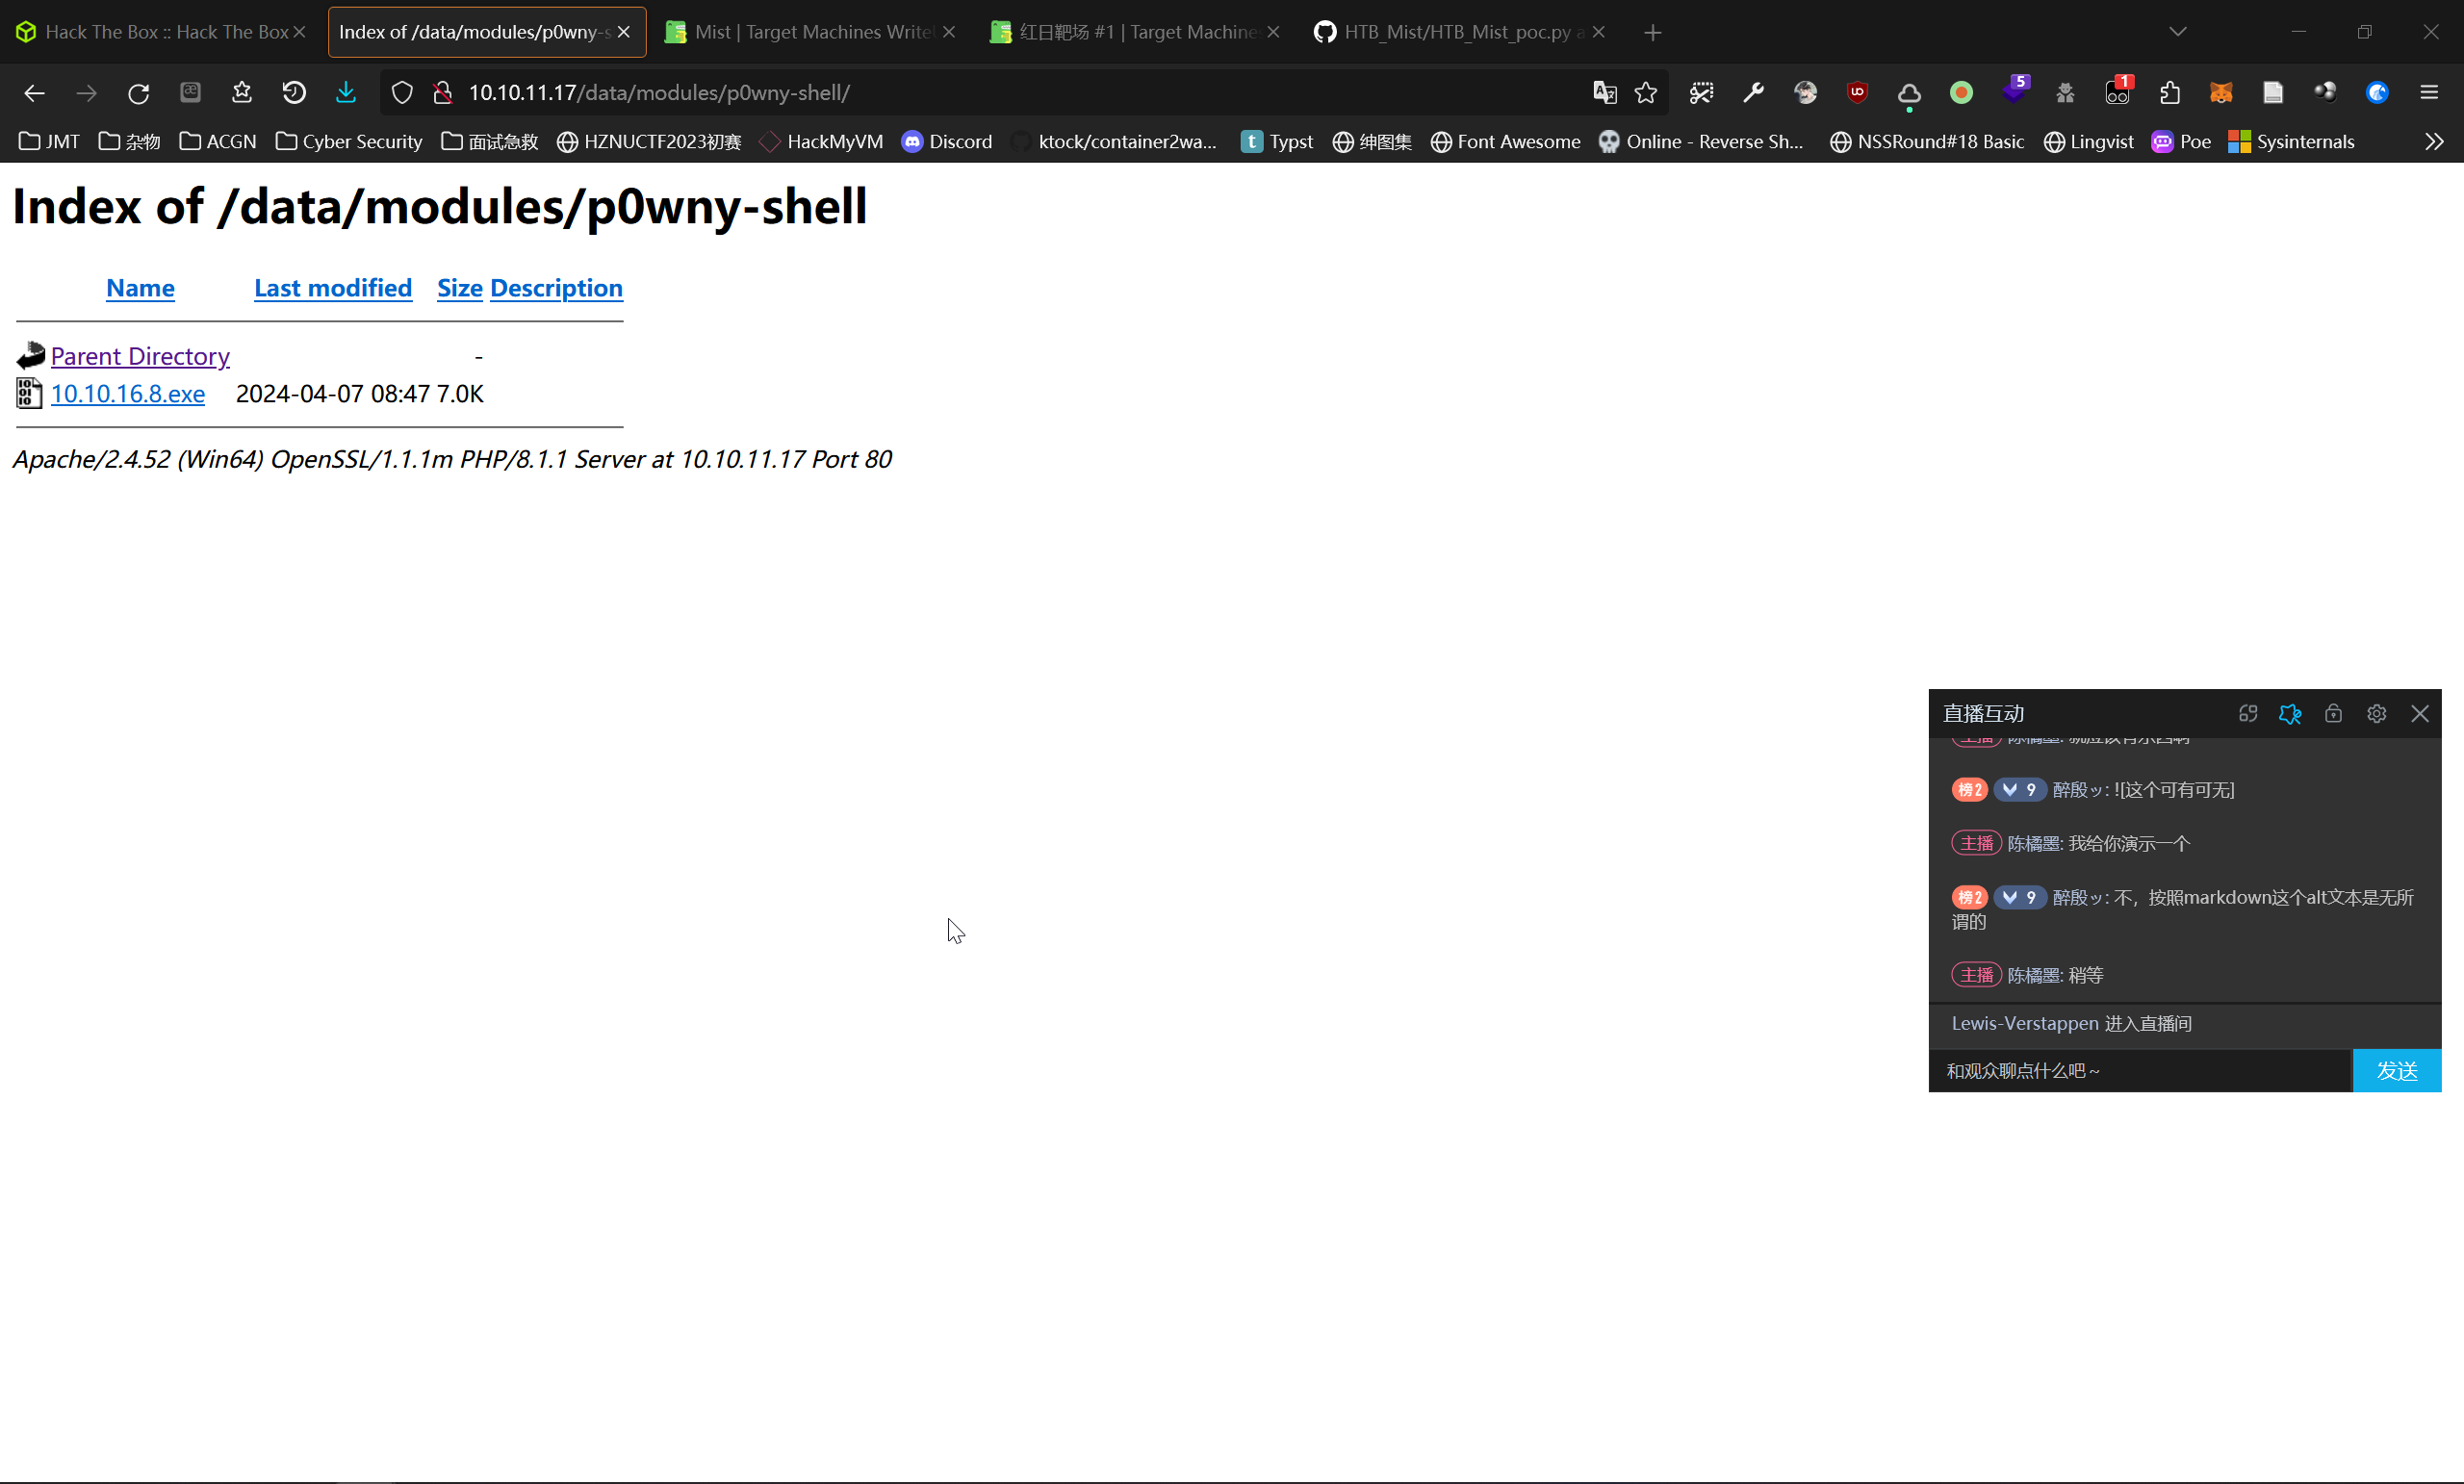 Hack The Box :: Hack The Box
Index of /data/modules/p0wny-s
Mist | Target Machines Write
红日靶场 #1 | Target Machine
HTB_Mist/HTB_Mist_poc.py a
10.10.11.17/data/modules/p0wny-shell/
5
1
JMT
杂物
ACGN
Cyber Security
面试急救
HZNUCTF2023初赛
HackMyVM
Discord
ktock/container2wa...
Typst
绅图集
Font Awesome
Online - Reverse Sh...
NSSRound#18 Basic
Lingvist
Poe
Sysinternals
Index of /data/modules/p0wny-shell
Name Last modified Size Description
Parent Directory -
10.10.16.8.exe 2024-04-07 08:47 7.0K
Apache/2.4.52 (Win64) OpenSSL/1.1.1m PHP/8.1.1 Server at 10.10.11.17 Port 80
直播互动
榜2 9 醉殷ッ: ![这个可有可无]
主播 陈橘墨: 我给你演示一个
榜2 9 醉殷ッ: 不，按照markdown这个alt文本是无所
谓的
主播 陈橘墨: 稍等
Lewis-Verstappen 进入直播间
和观众聊点什么吧~
发送